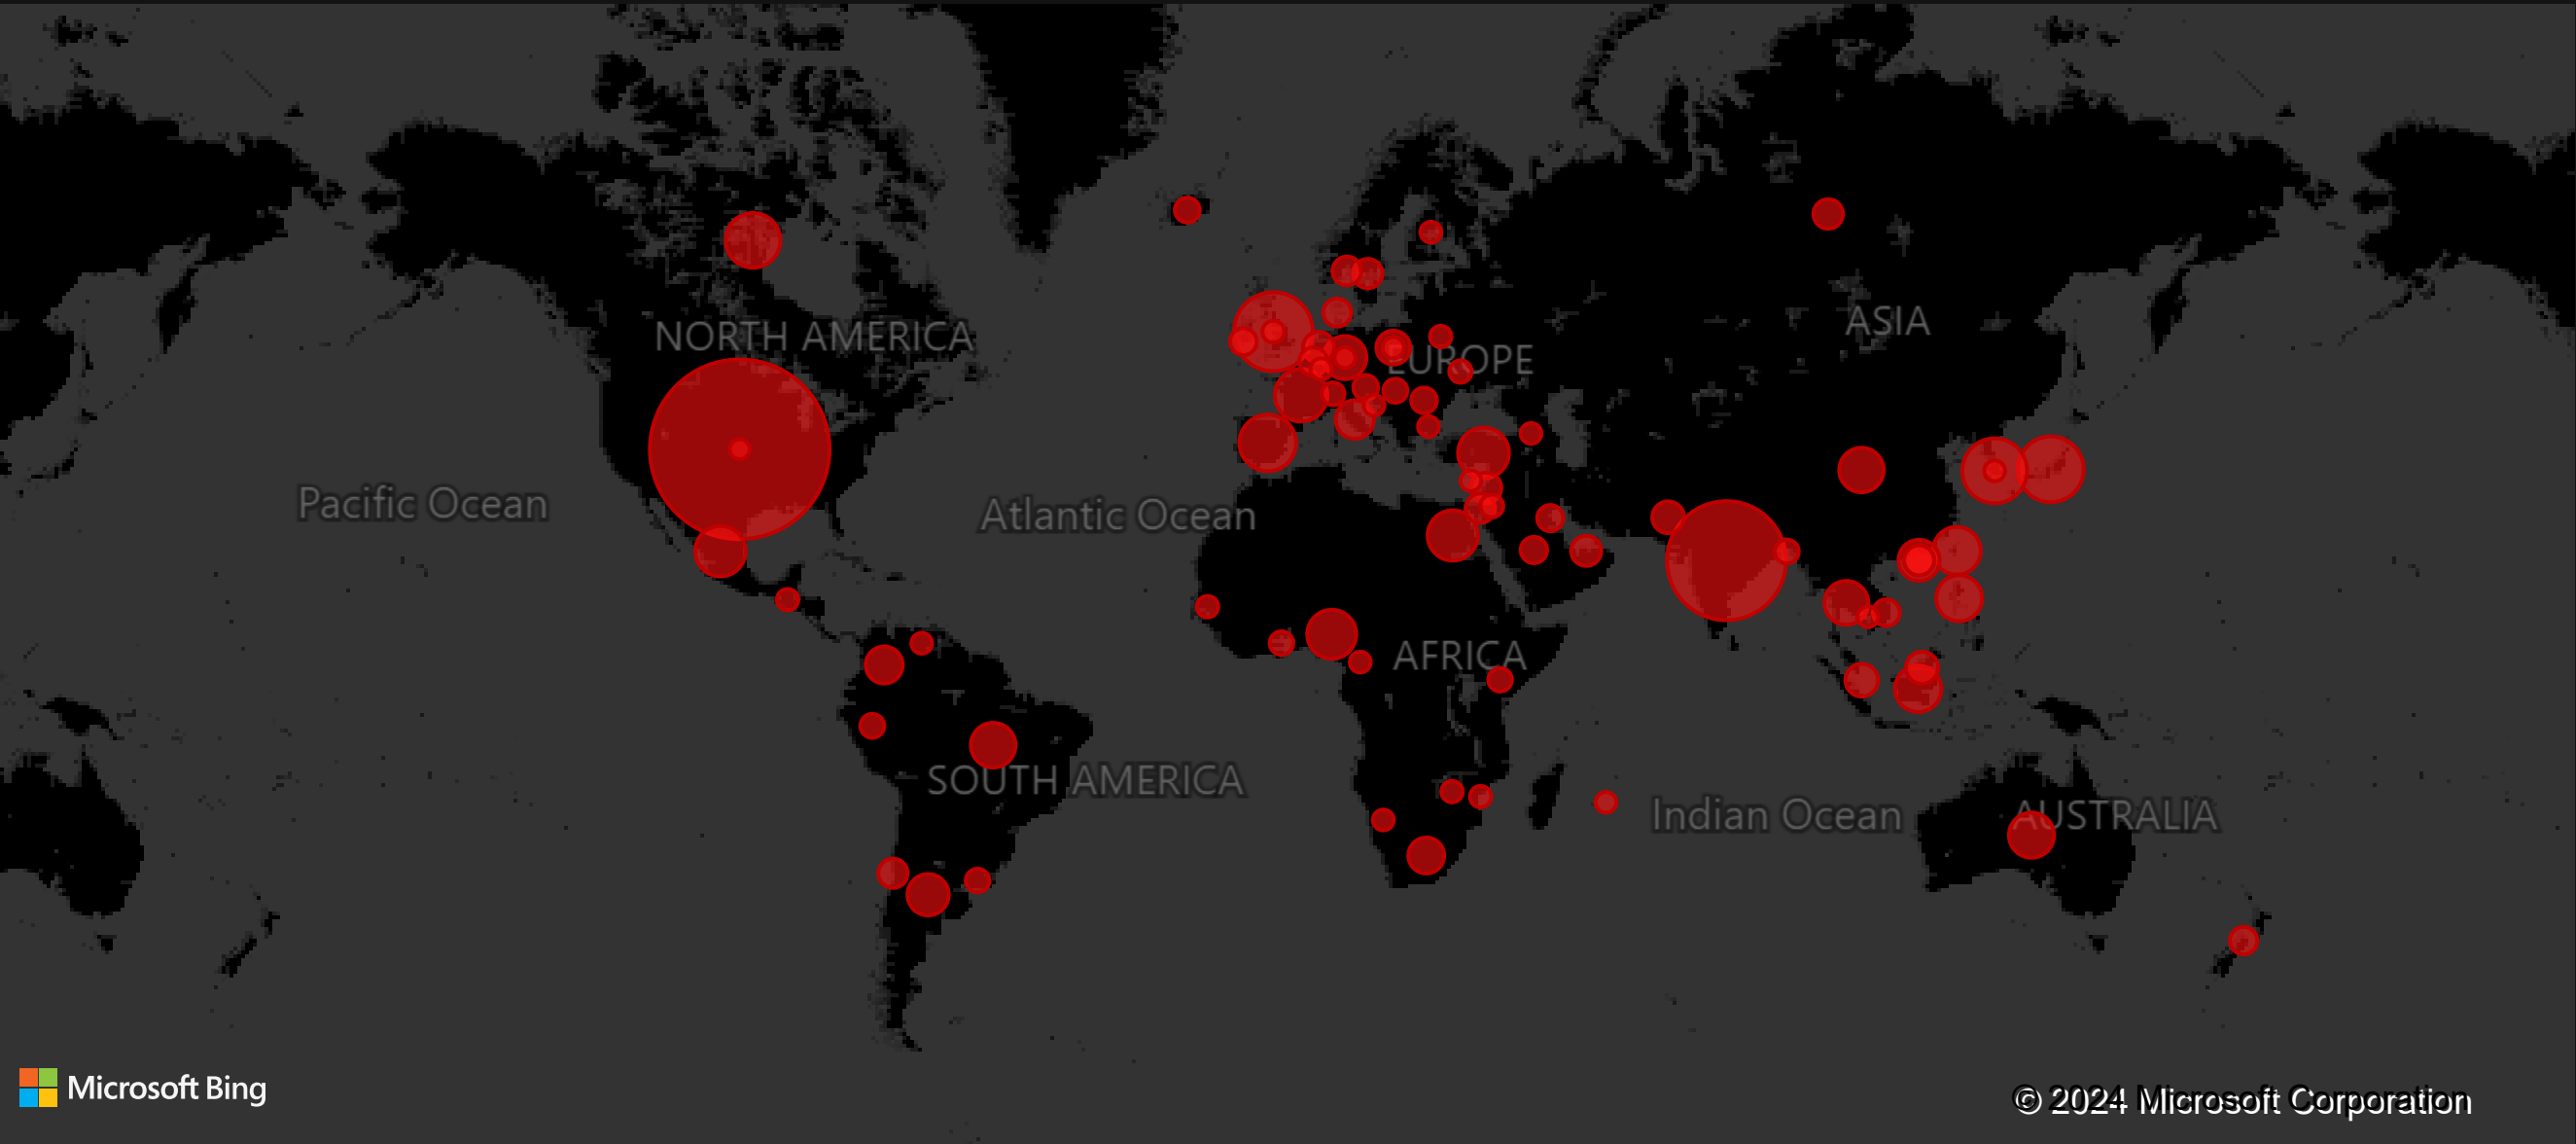 ASIA
NORTH AMERICA
EUROPE
Pacific Ocean
Atlantic Ocean
AFRICA
SOUTH AMERICA
Indian Ocean
AUSTRALIA
Microsoft Bing
© 2024 Microsoft Corporation